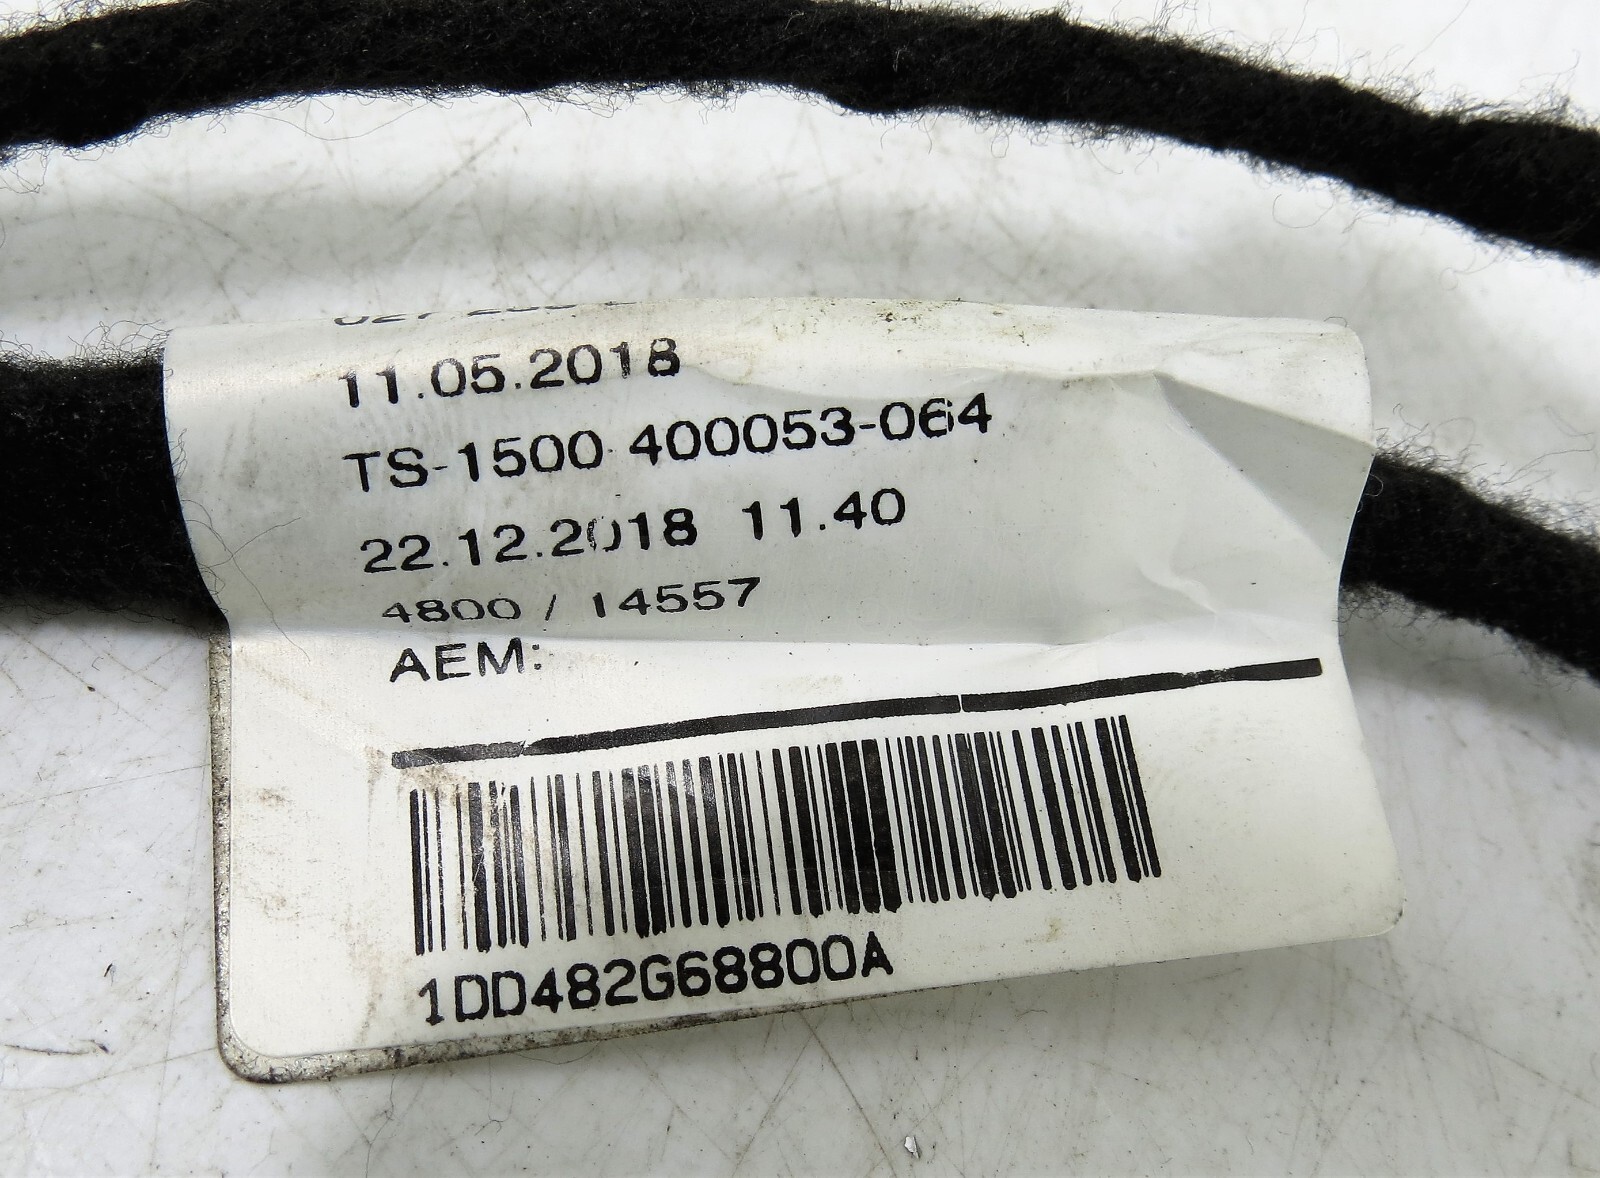 11.05.2018
TS-1500 400053-064
22.12.2018 11.40
4800 / 14557
AEM:
1DD482G68800A